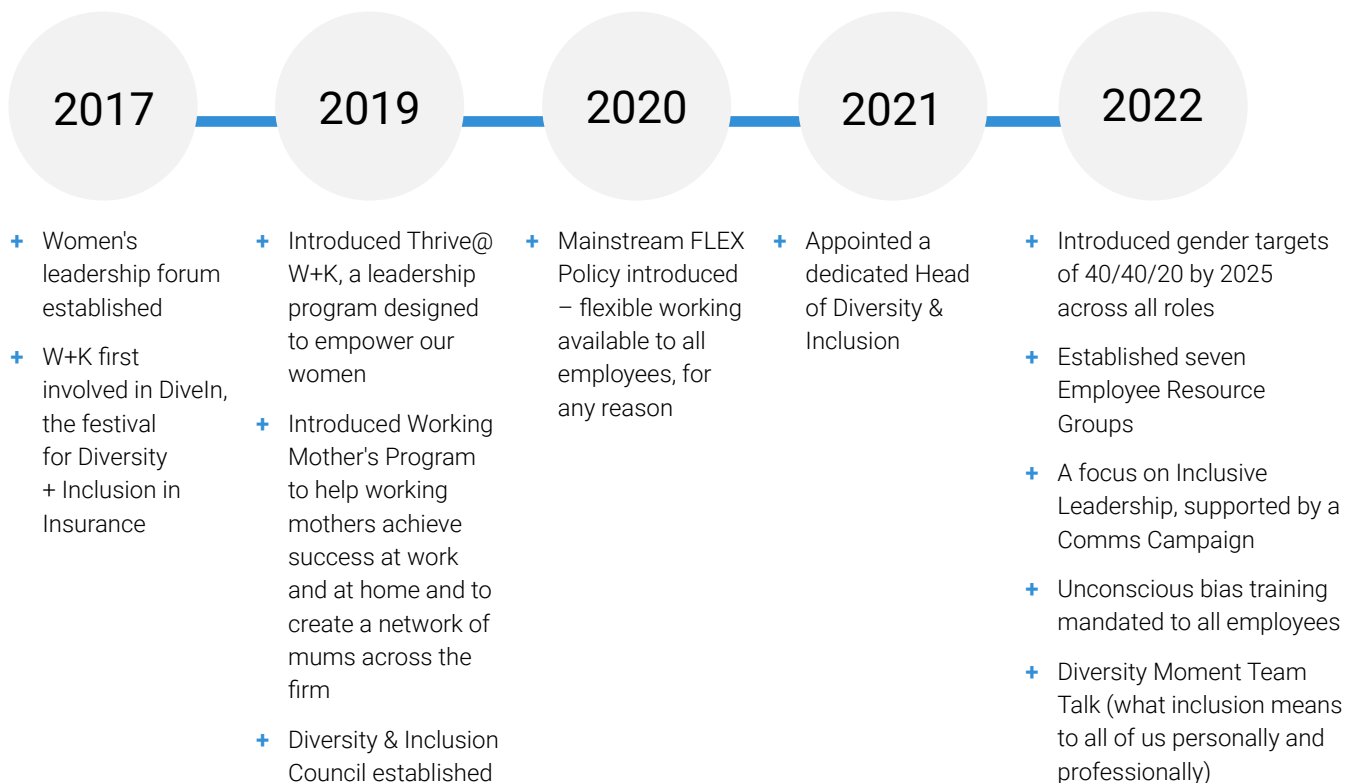 2017
2019
2020
2021
2022
+ Women's
leadership forum
established
+ W+K first
involved in DiveIn,
the festival
for Diversity
+ Inclusion in
Insurance
+ Introduced Thrive@
W+K, a leadership
program designed
to empower our
women
+ Introduced Working
Mother's Program
to help working
mothers achieve
success at work
and at home and to
create a network of
mums across the
firm
+ Diversity & Inclusion
Council established
+ Mainstream FLEX
Policy introduced
– flexible working
available to all
employees, for
any reason
+ Appointed a
dedicated Head
of Diversity &
Inclusion
+ Introduced gender targets
of 40/40/20 by 2025
across all roles
+ Established seven
Employee Resource
Groups
+ A focus on Inclusive
Leadership, supported by a
Comms Campaign
+ Unconscious bias training
mandated to all employees
+ Diversity Moment Team
Talk (what inclusion means
to all of us personally and
professionally)